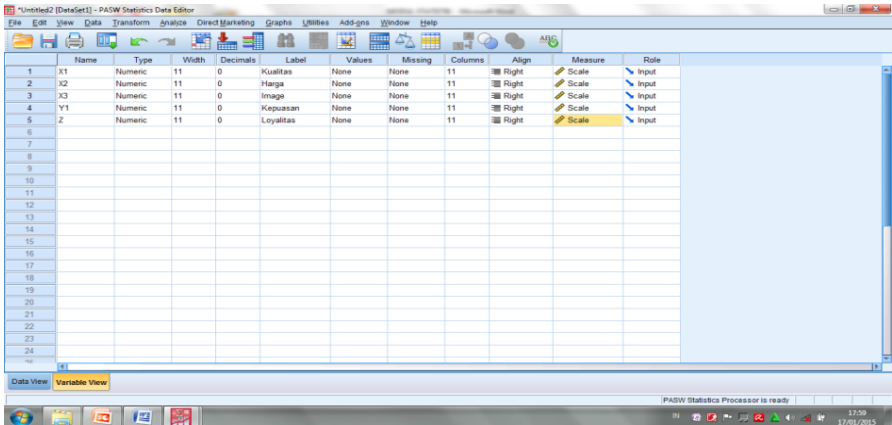 *Untitled2 [DataSet1] - PASW Statistics Data Editor
File Edit View Data Transform Analyze Direct Marketing Graphs Utilities Add-ons Window Help
Name Type Width Decimals Label Values Missing Columns Align Measure Role
1 X1 Numeric 11 0 Kualitas None None 11 Right Scale Input
2 X2 Numeric 11 0 Harga None None 11 Right Scale Input
3 X3 Numeric 11 0 Image None None 11 Right Scale Input
4 Y1 Numeric 11 0 Kepuasan None None 11 Right Scale Input
5 Z Numeric 11 0 Loyalitas None None 11 Right Scale Input
6
7
8
9
10
11
12
13
14
15
16
17
18
19
20
21
22
23
24
Data View Variable View
PASW Statistics Processor is ready
IN 17:59
17/01/2015